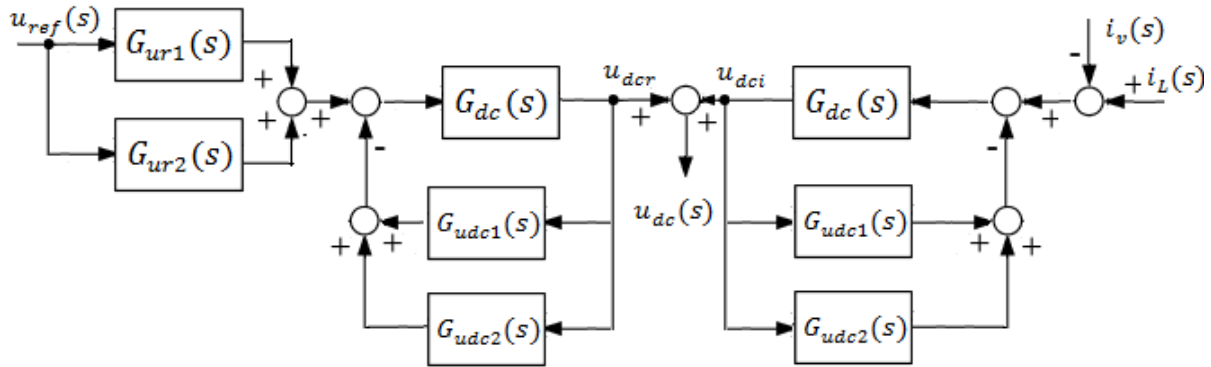 u_ref(s)
G_ur1(s)
G_ur2(s)
+
+
+
-
G_dc(s)
u_dcr
+
u_dci
+
u_dc(s)
G_dc(s)
-
i_v(s)
+
i_L(s)
+
-
G_udc1(s)
+
+
G_udc2(s)
G_udc1(s)
+
+
G_udc2(s)